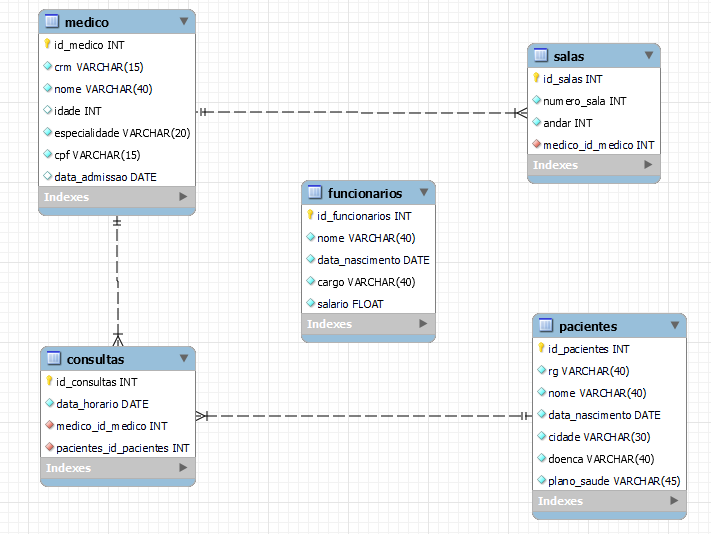 medico
id_medico INT
crm VARCHAR(15)
nome VARCHAR(40)
idade INT
especialidade VARCHAR(20)
cpf VARCHAR(15)
data_admissao DATE
Indexes
salas
id_salas INT
numero_sala INT
andar INT
medico_id_medico INT
Indexes
funcionarios
id_funcionarios INT
nome VARCHAR(40)
data_nascimento DATE
cargo VARCHAR(40)
salario FLOAT
Indexes
consultas
id_consultas INT
data_horario DATE
medico_id_medico INT
pacientes_id_pacientes INT
Indexes
pacientes
id_pacientes INT
rg VARCHAR(40)
nome VARCHAR(40)
data_nascimento DATE
cidade VARCHAR(30)
doenca VARCHAR(40)
plano_saude VARCHAR(45)
Indexes